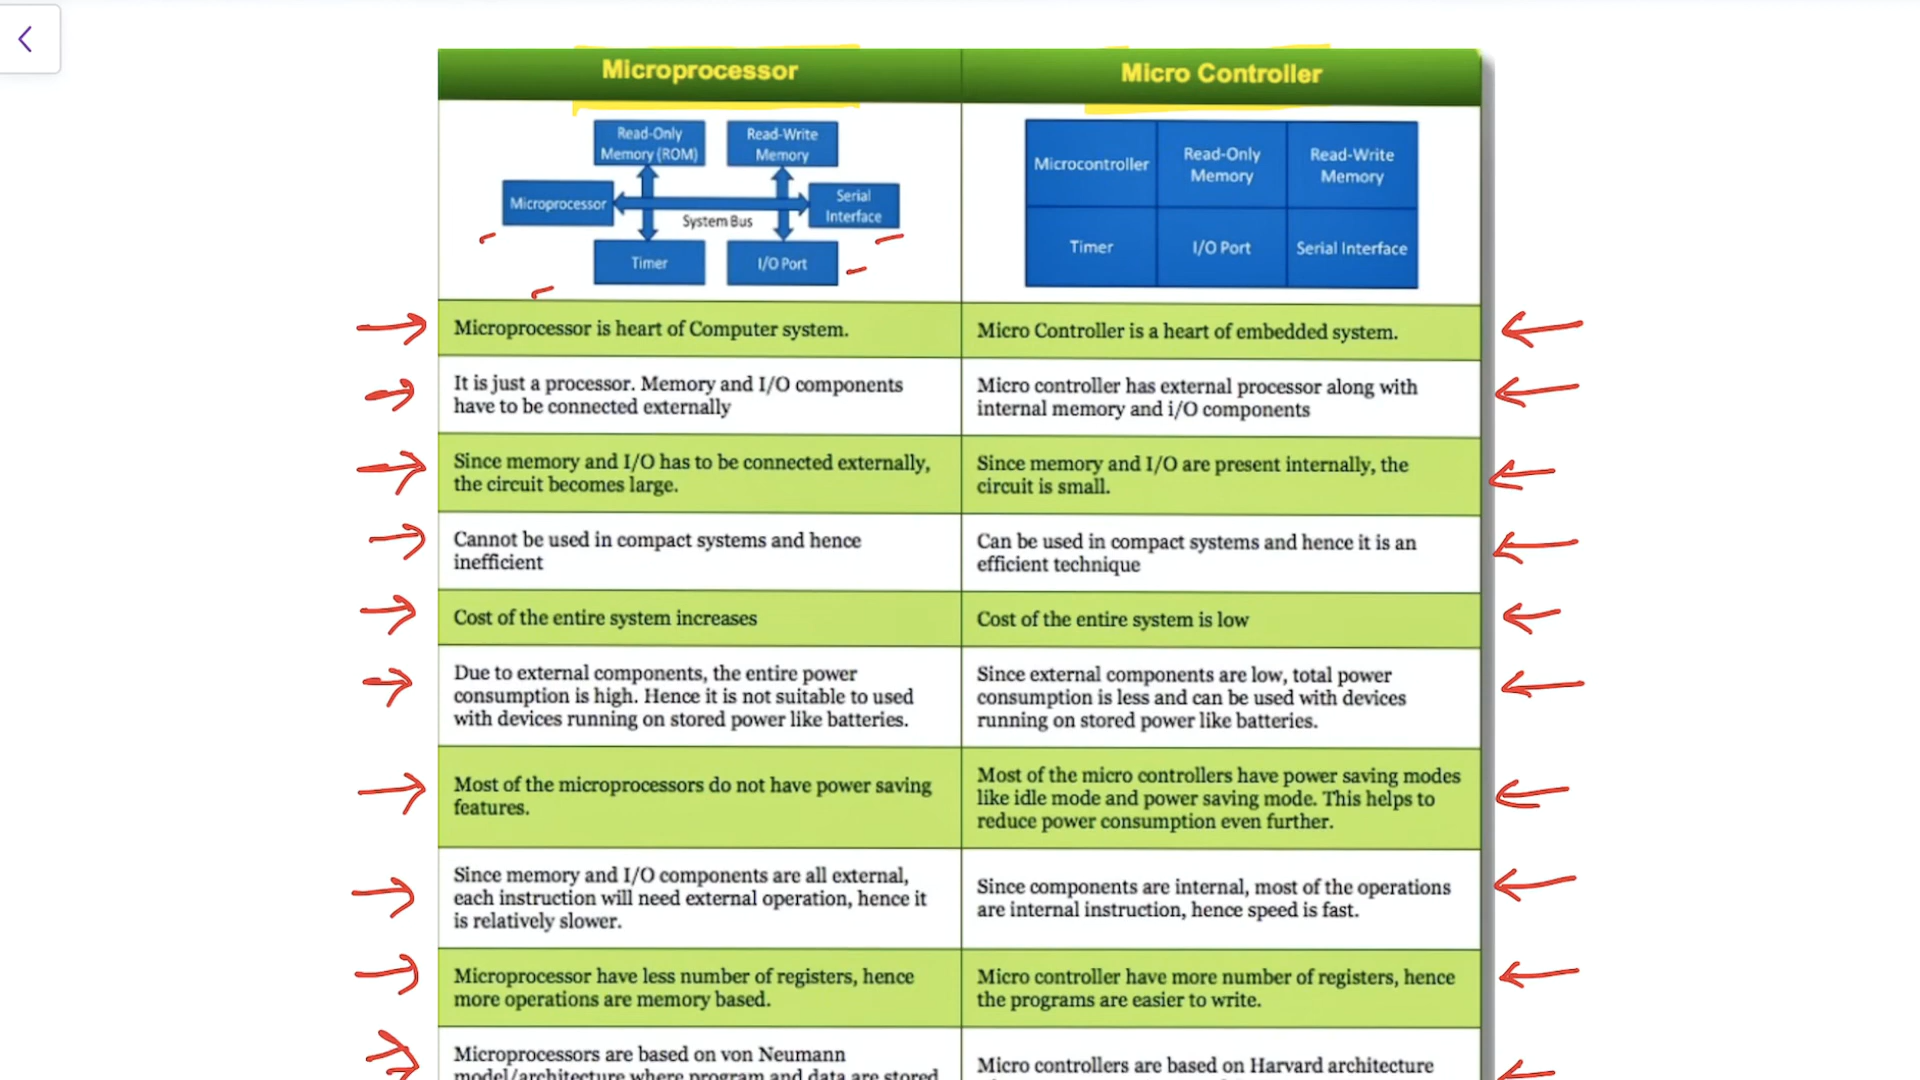 Microprocessor
Micro Controller
Read-Only
Memory (ROM)
Read-Write
Memory
Microprocessor
Serial
Interface
System Bus
Timer
I/O Port
Microcontroller
Read-Only
Memory
Read-Write
Memory
Timer
I/O Port
Serial Interface
Microprocessor is heart of Computer system.
Micro Controller is a heart of embedded system.
It is just a processor. Memory and I/O components
have to be connected externally
Micro controller has external processor along with
internal memory and i/O components
Since memory and I/O has to be connected externally,
the circuit becomes large.
Since memory and I/O are present internally, the
circuit is small.
Cannot be used in compact systems and hence
inefficient
Can be used in compact systems and hence it is an
efficient technique
Cost of the entire system increases
Cost of the entire system is low
Due to external components, the entire power
consumption is high. Hence it is not suitable to used
with devices running on stored power like batteries.
Since external components are low, total power
consumption is less and can be used with devices
running on stored power like batteries.
Most of the microprocessors do not have power saving
features.
Most of the micro controllers have power saving modes
like idle mode and power saving mode. This helps to
reduce power consumption even further.
Since memory and I/O components are all external,
each instruction will need external operation, hence it
is relatively slower.
Since components are internal, most of the operations
are internal instruction, hence speed is fast.
Microprocessor have less number of registers, hence
more operations are memory based.
Micro controller have more number of registers, hence
the programs are easier to write.
Microprocessors are based on von Neumann
model/architecture where program and data are stored
Micro controllers are based on Harvard architecture